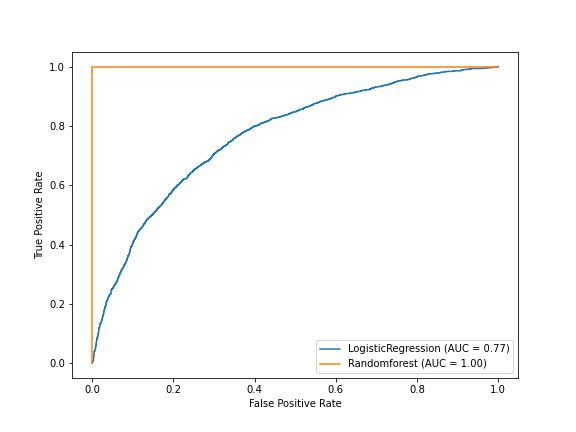 1.0
0.8
0.6
0.4
0.2
0.0
True Positive Rate
0.0 0.2 0.4 0.6 0.8 1.0
False Positive Rate
LogisticRegression (AUC = 0.77)
Randomforest (AUC = 1.00)